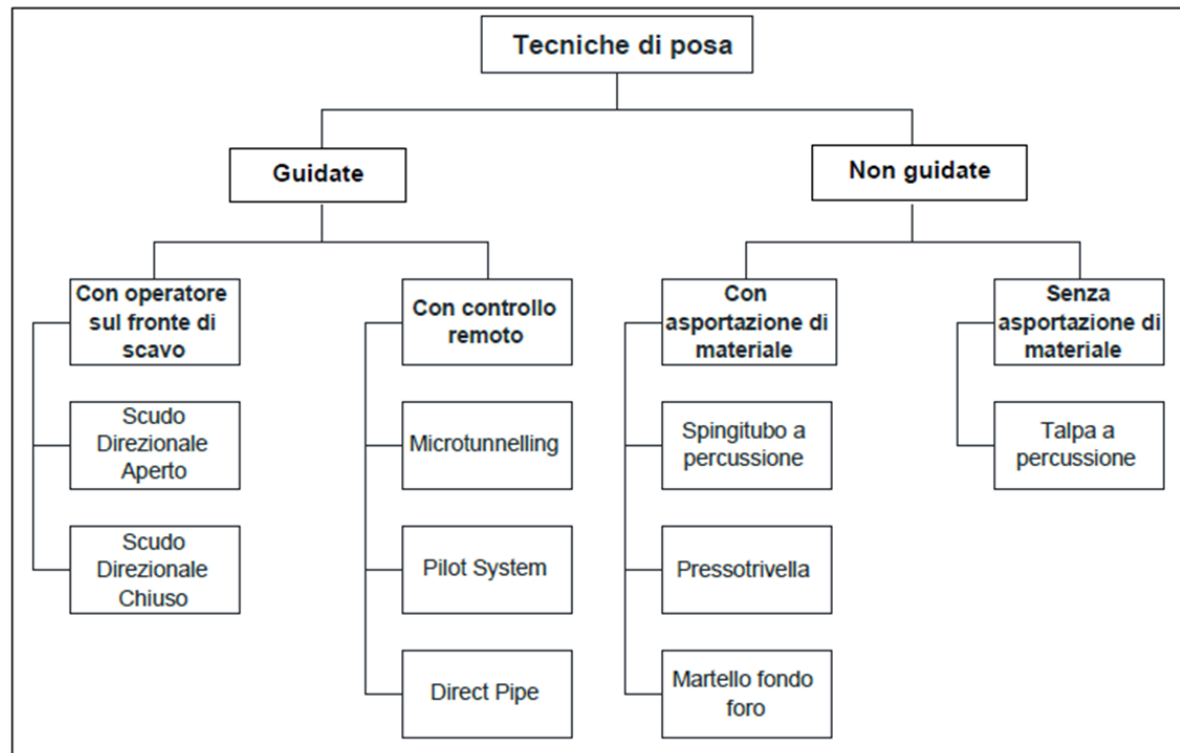 Tecniche di posa
Guidate
Non guidate
Con operatore
sul fronte di
scavo
Con controllo
remoto
Con
asportazione di
materiale
Senza
asportazione di
materiale
Scudo
Direzionale
Aperto
Microtunnelling
Spingitubo a
percussione
Talpa a
percussione
Scudo
Direzionale
Chiuso
Pilot System
Pressotrivella
Direct Pipe
Martello fondo
foro